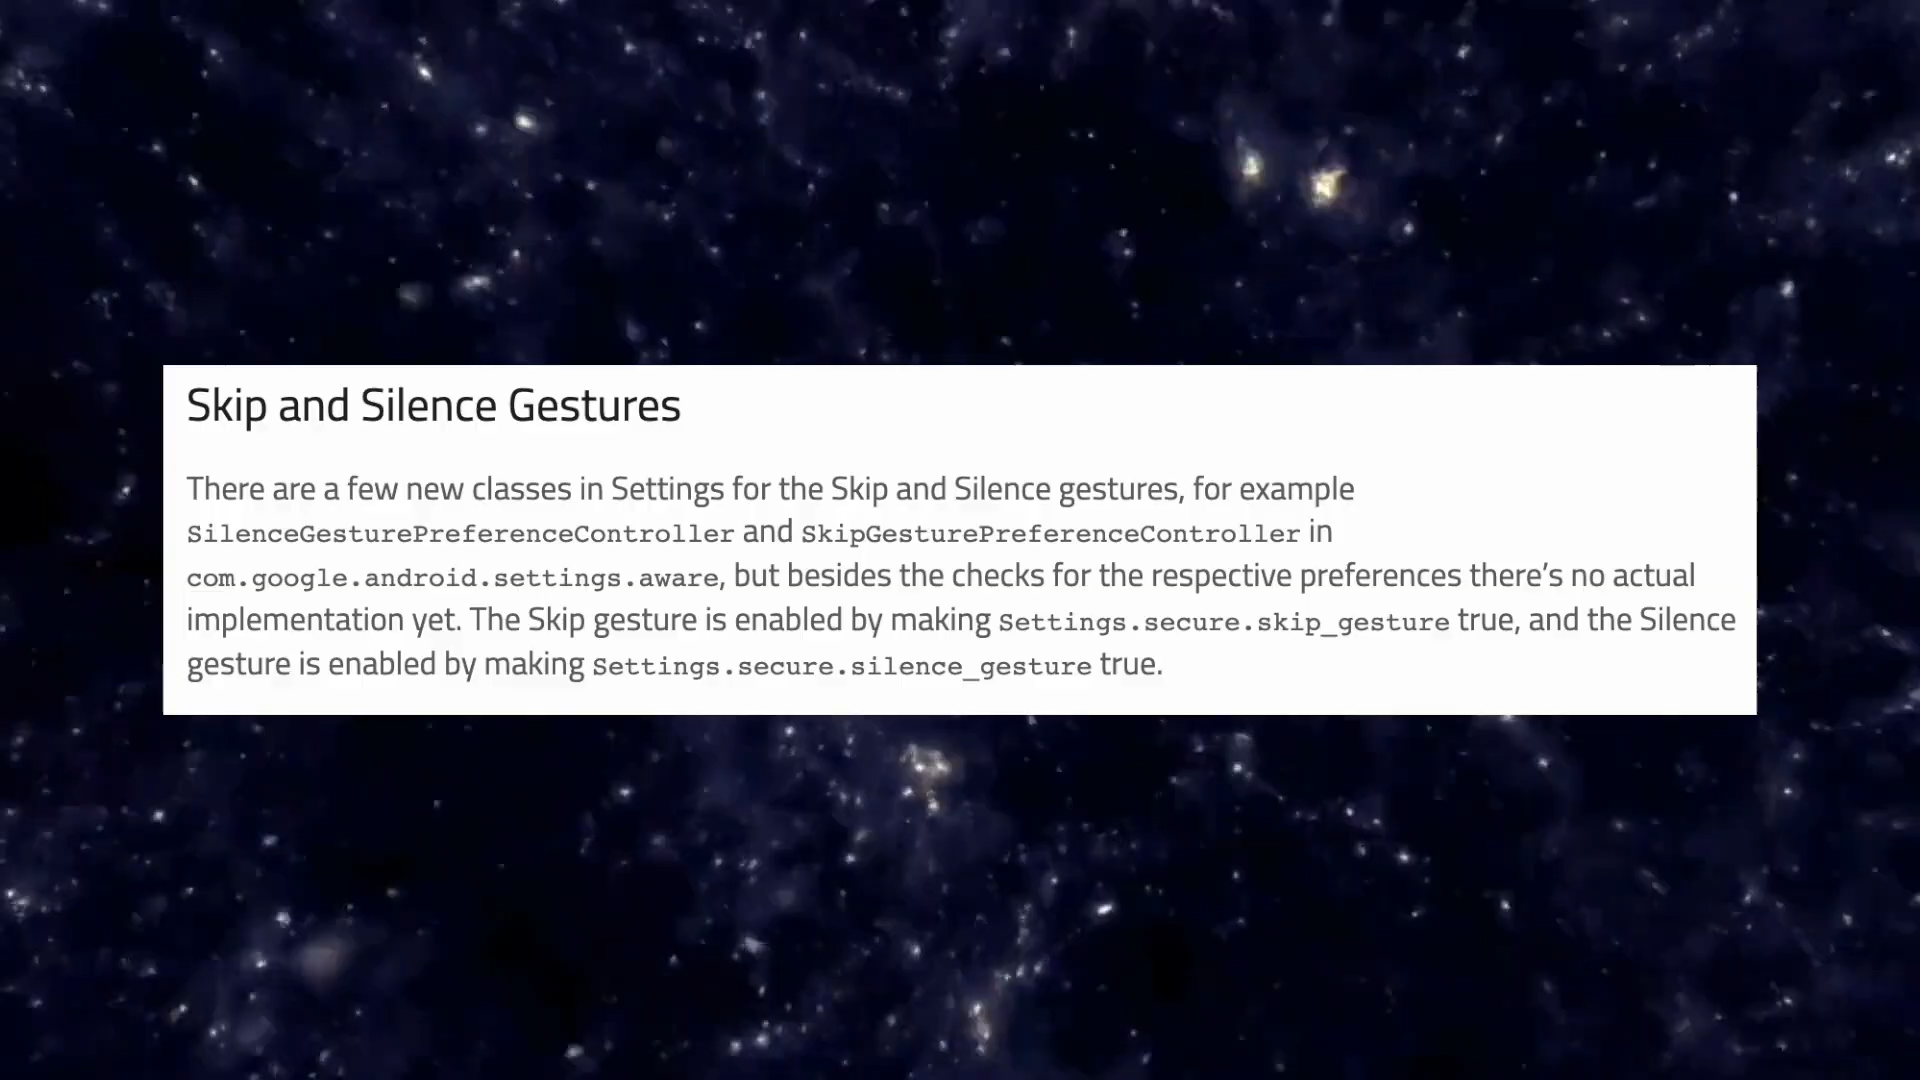 Skip and Silence Gestures
There are a few new classes in Settings for the Skip and Silence gestures, for example
SilenceGesturePreferenceController and SkipGesturePreferenceController in
com.google.android.settings.aware, but besides the checks for the respective preferences there’s no actual
implementation yet. The Skip gesture is enabled by making Settings.secure.skip_gesture true, and the Silence
gesture is enabled by making Settings.secure.silence_gesture true.